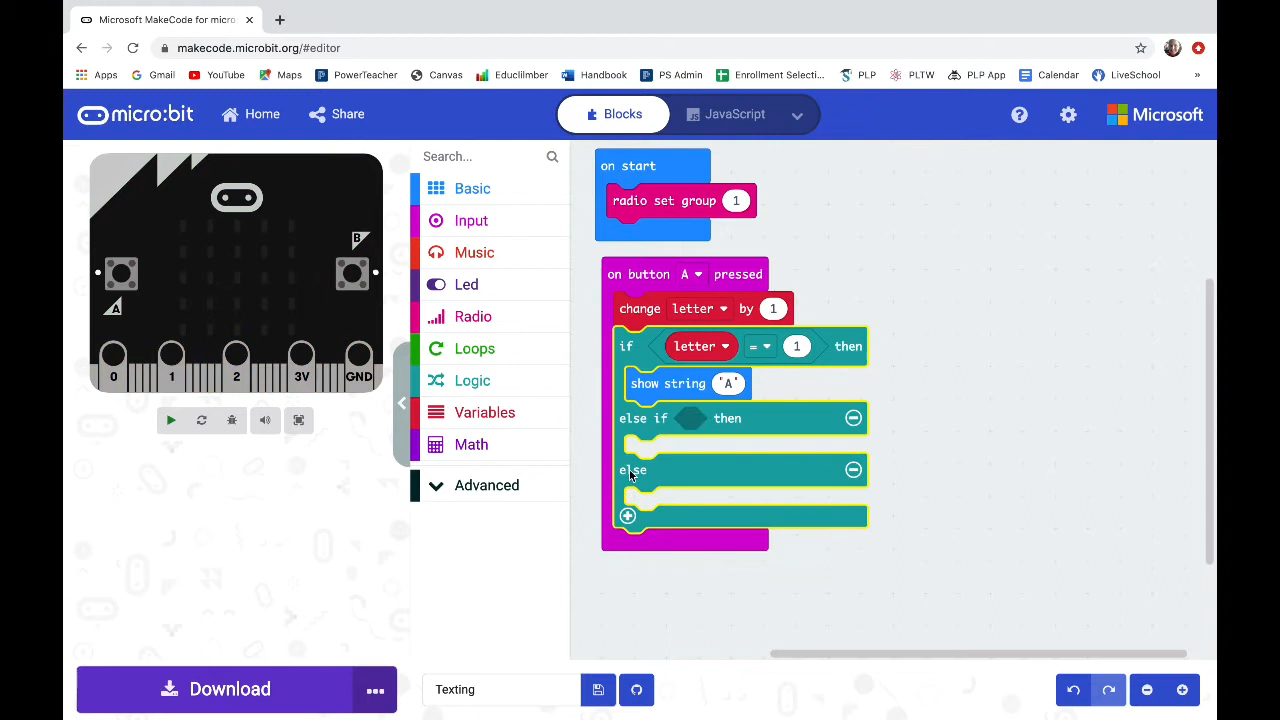 Microsoft MakeCode for micro
makecode.microbit.org/#editor
Apps Gmail YouTube Maps PowerTeacher Canvas Educlimber Handbook PS Admin Enrollment Selecti... PLP PLTW PLP App Calendar LiveSchool »
micro:bit Home Share Blocks JavaScript Microsoft
Search...
Basic
Input
Music
Led
Radio
Loops
Logic
Variables
Math
Advanced
A
B
0 1 2 3V GND
on start
radio set group 1
on button A pressed
change letter by 1
if letter = 1 then
show string "A"
else if then
else
Download ...
Texting